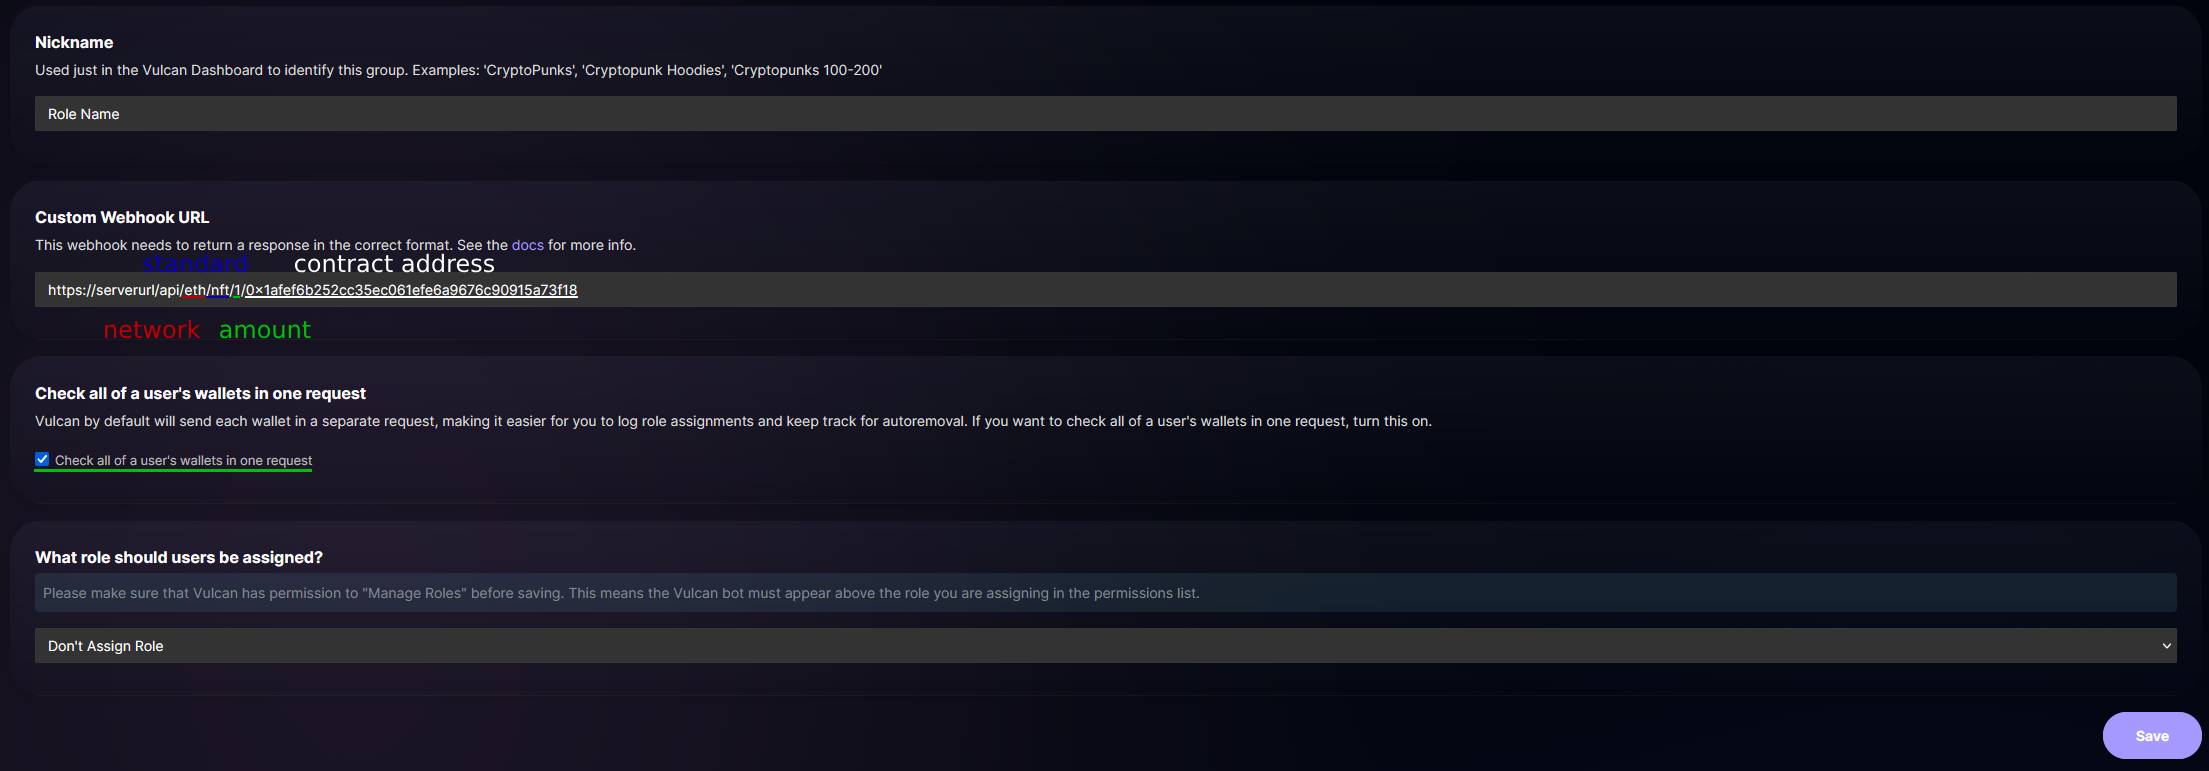 Nickname
Used just in the Vulcan Dashboard to identify this group. Examples: 'CryptoPunks', 'Cryptopunk Hoodies', 'Cryptopunks 100-200'
Role Name
Custom Webhook URL
This webhook needs to return a response in the correct format. See the docs for more info.
standard contract address
https://serverurl/api/eth/nft/1/0x1afef6b252cc35ec061efe6a9676c90915a73f18
network amount
Check all of a user's wallets in one request
Vulcan by default will send each wallet in a separate request, making it easier for you to log role assignments and keep track for autoremoval. If you want to check all of a user's wallets in one request, turn this on.
Check all of a user's wallets in one request
What role should users be assigned?
Please make sure that Vulcan has permission to "Manage Roles" before saving. This means the Vulcan bot must appear above the role you are assigning in the permissions list.
Don't Assign Role
Save